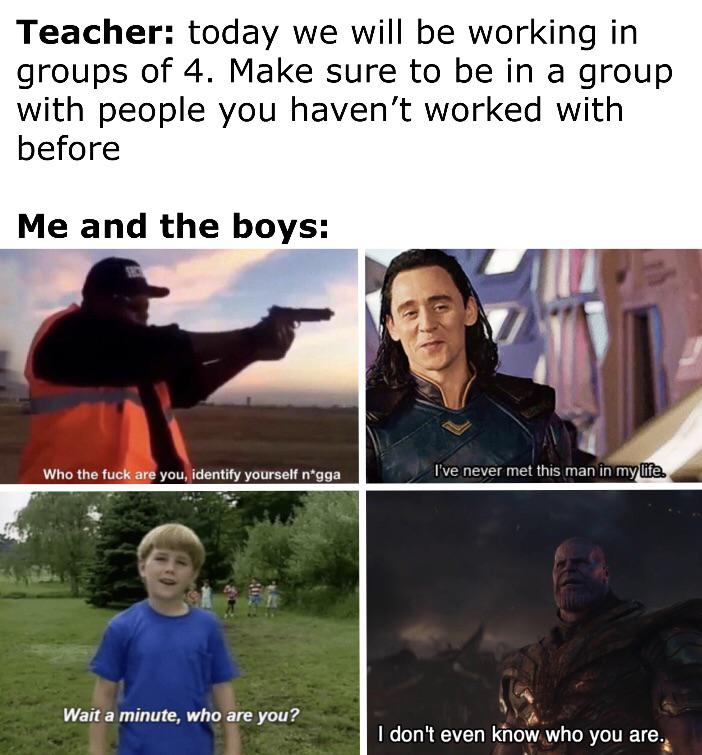 Teacher: today we will be working in
groups of 4. Make sure to be in a group
with people you haven't worked with
before
Me and the boys:
Who the fuck are you, identify yourself n*gga
I've never met this man in my life.
Wait a minute, who are you?
I don't even know who you are.